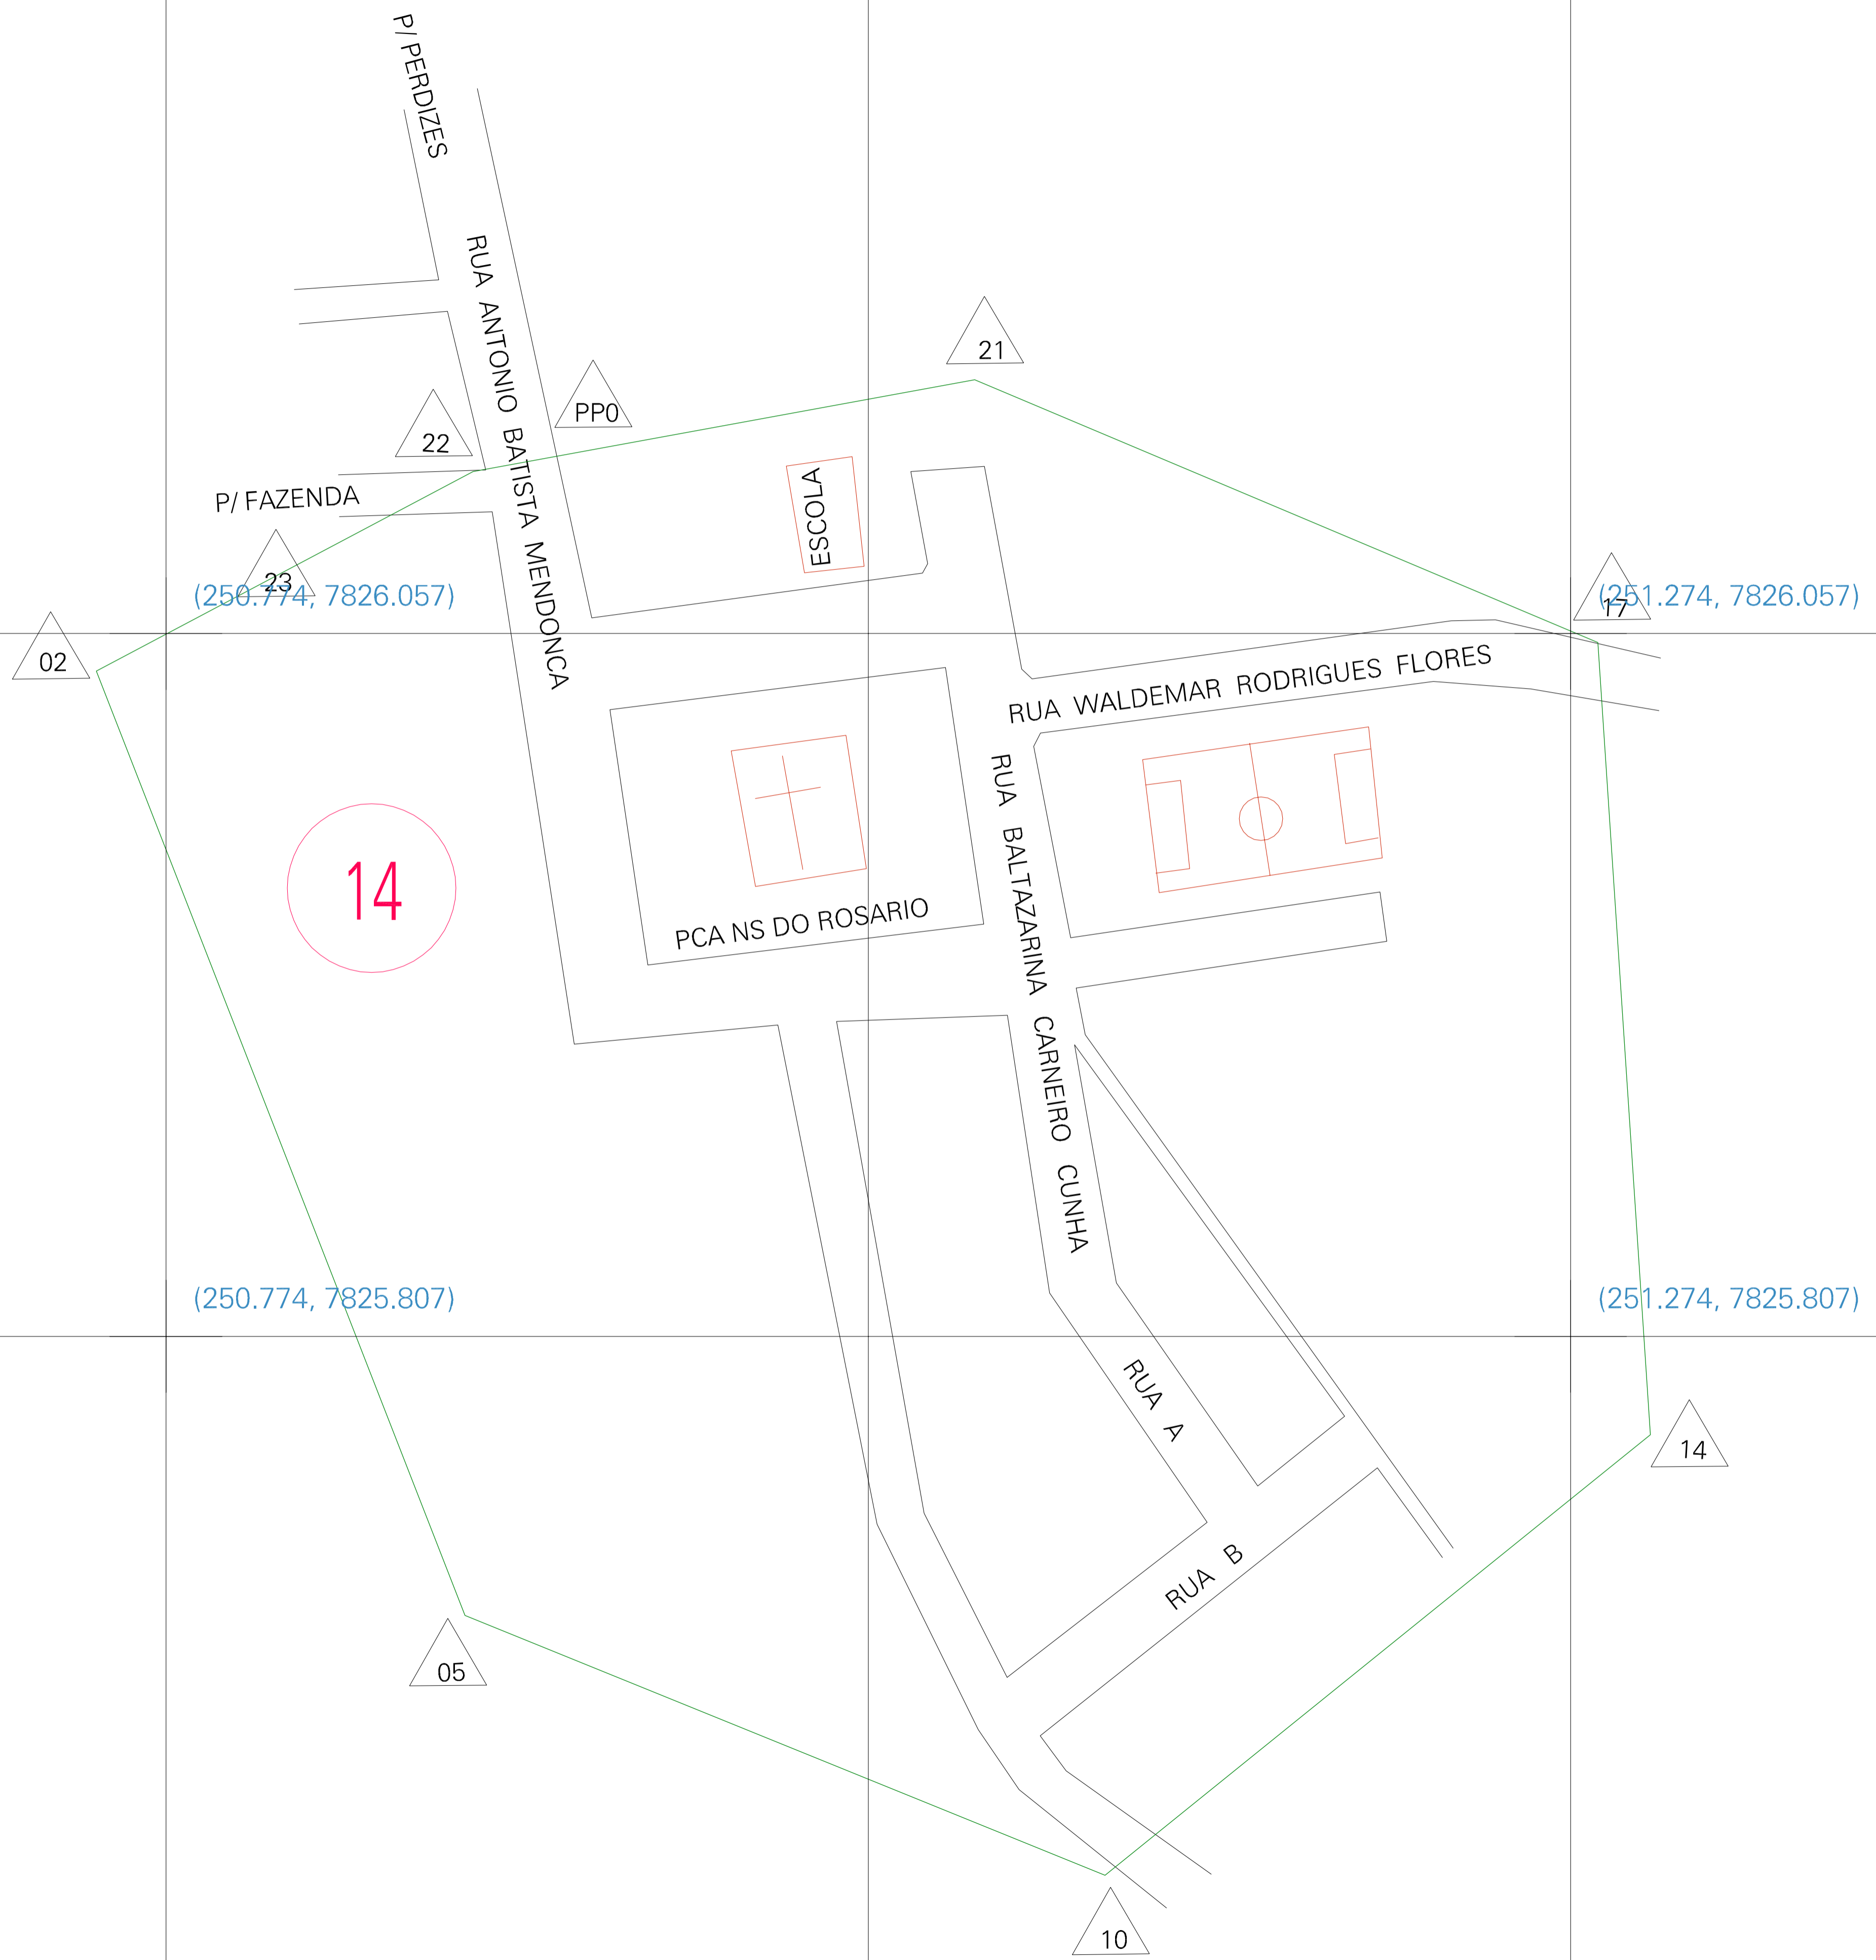 P/ PERDIZES
RUA ANTONIO BATISTA MENDONCA
21
PP0
22
ESCOLA
P/ FAZENDA
23
(250.774, 7826.057)
(251.274, 7826.057)
17
02
RUA WALDEMAR RODRIGUES FLORES
RUA BALTAZARINA CARNEIRO CUNHA
14
PCA NS DO ROSARIO
(250.774, 7825.807)
(251.274, 7825.807)
RUA A
14
RUA B
05
10